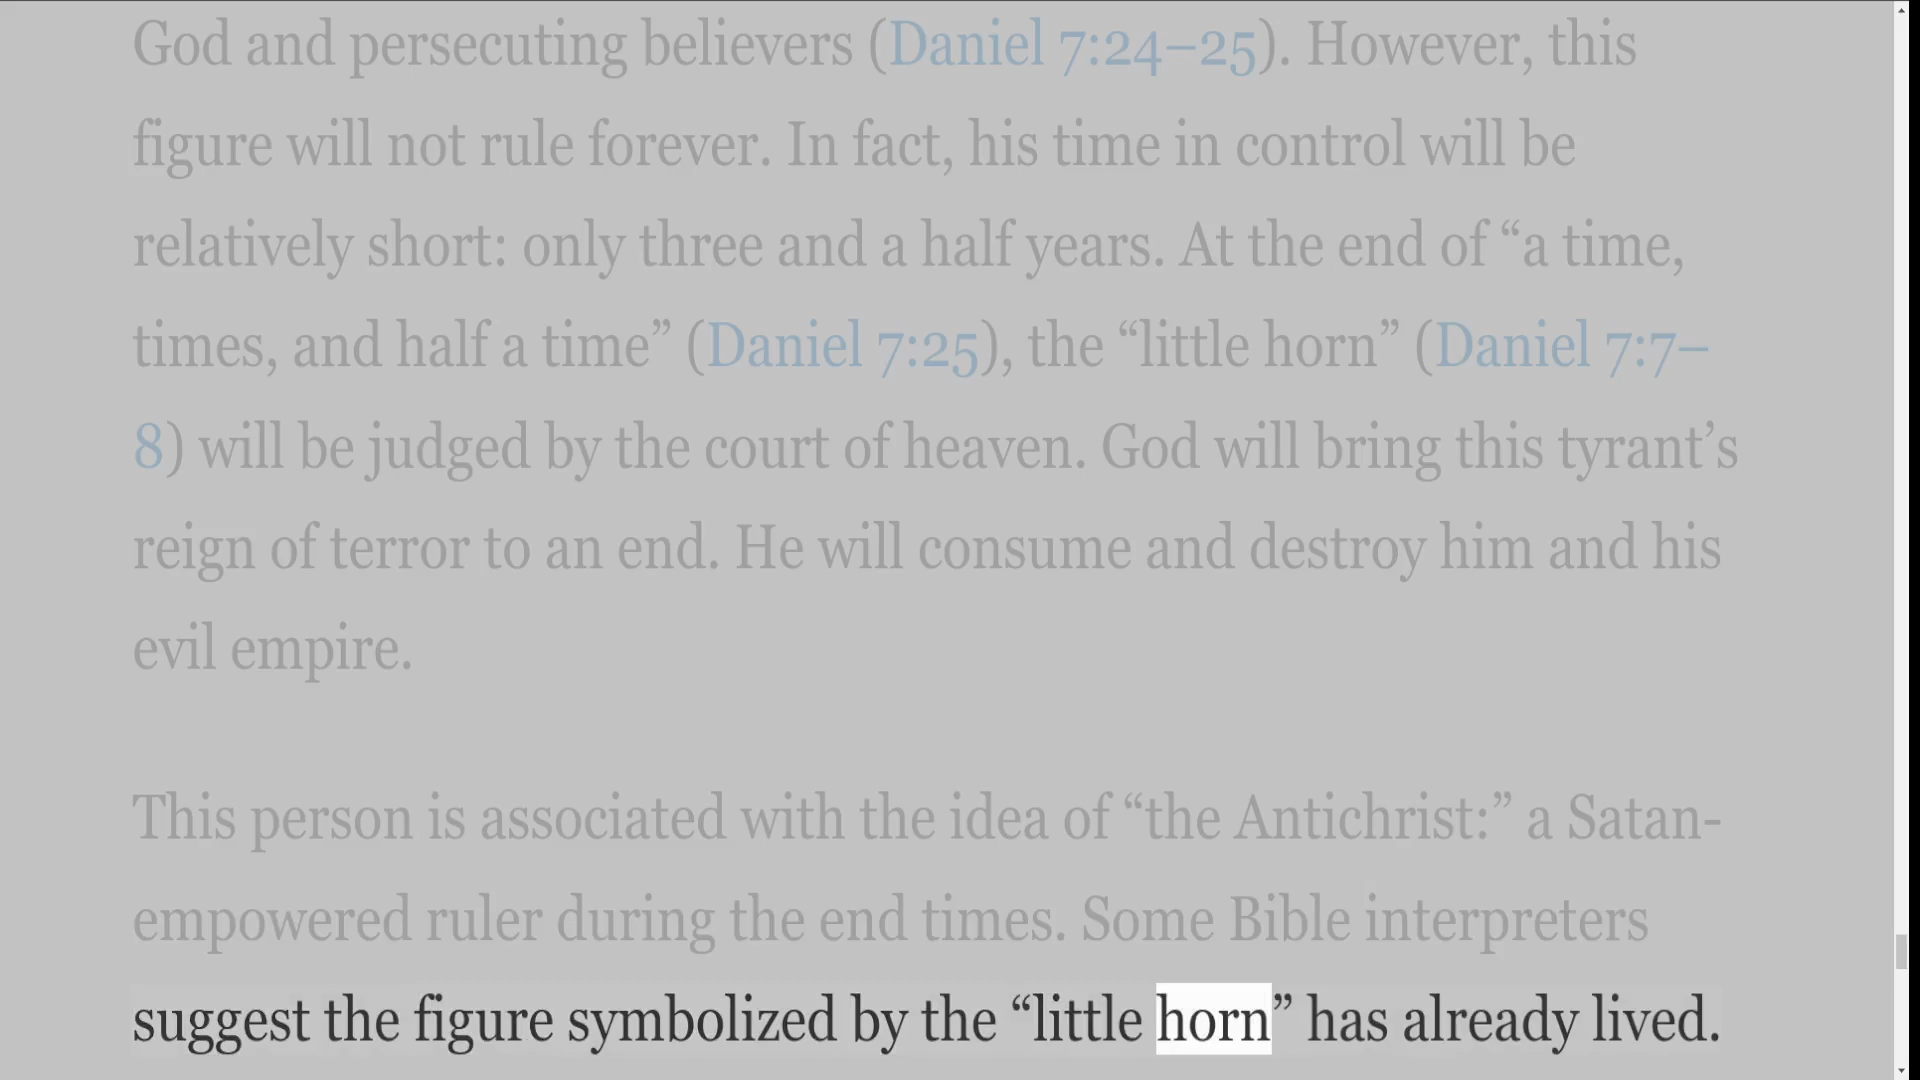 God and persecuting believers (Daniel 7:24–25). However, this
figure will not rule forever. In fact, his time in control will be
relatively short: only three and a half years. At the end of “a time,
times, and half a time” (Daniel 7:25), the “little horn” (Daniel 7:7–
8) will be judged by the court of heaven. God will bring this tyrant’s
reign of terror to an end. He will consume and destroy him and his
evil empire.
This person is associated with the idea of “the Antichrist:” a Satan-
empowered ruler during the end times. Some Bible interpreters
suggest the figure symbolized by the “little horn” has already lived.